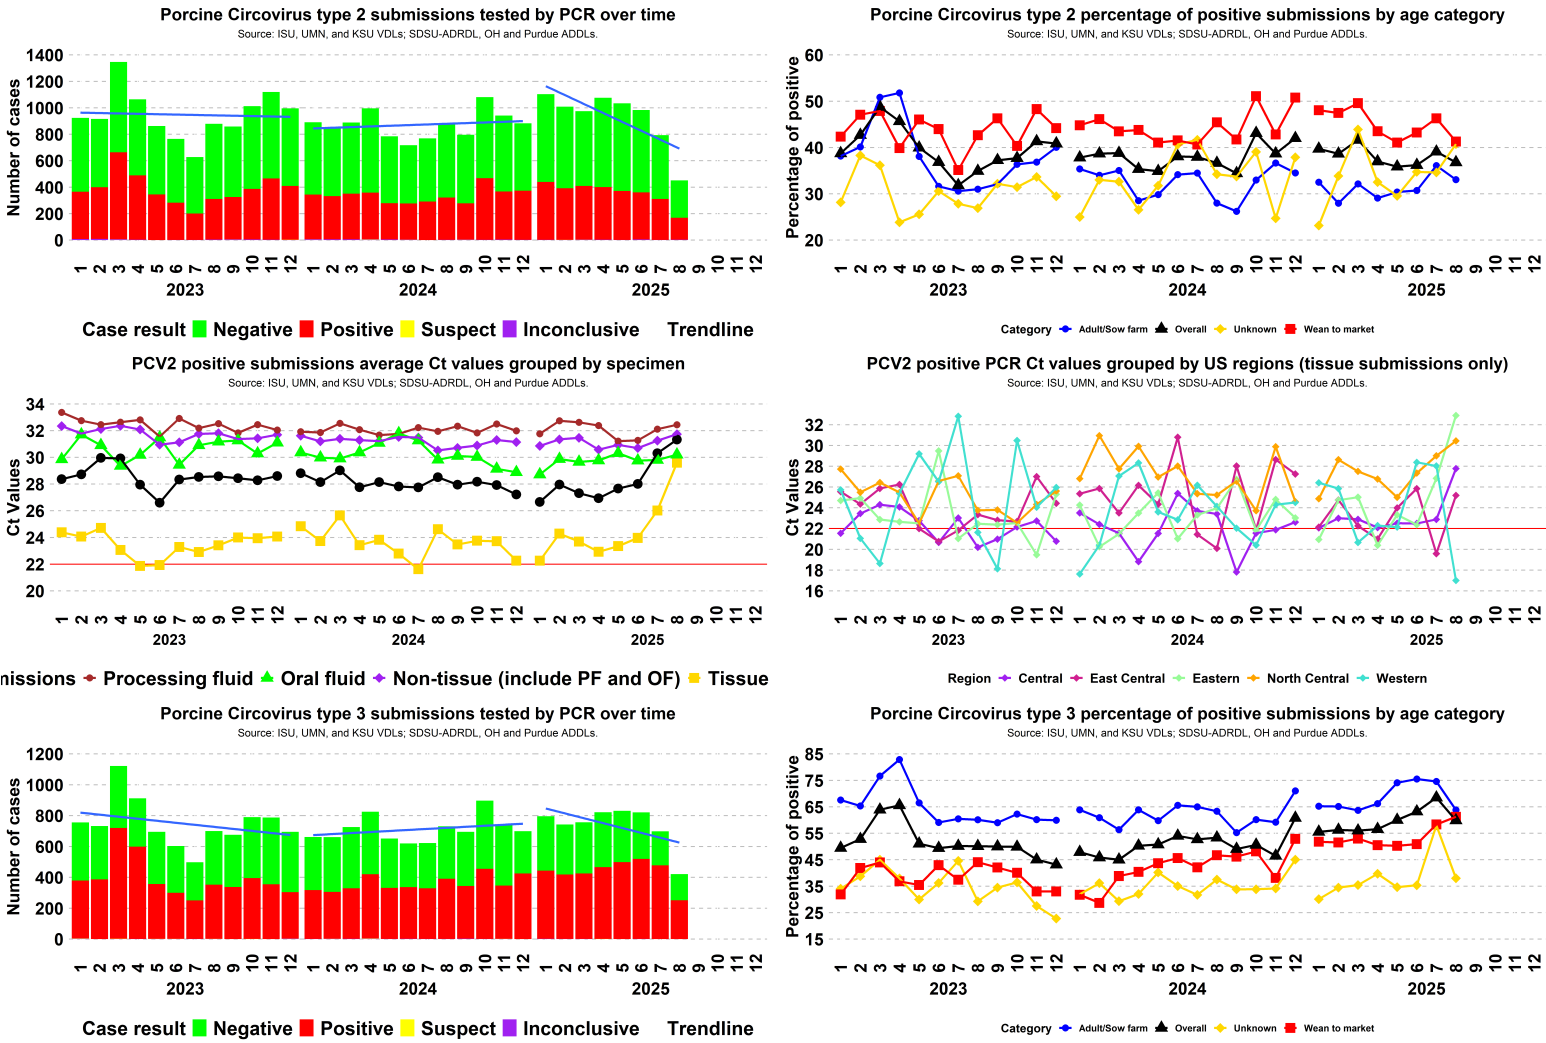 Porcine Circovirus type 2 submissions tested by PCR over time
Source: ISU, UMN, and KSU VDLs; SDSU-ADRDL, OH and Purdue ADDLs.
Number of cases
1400
1200
1000
800
600
400
200
0
1 2 3 4 5 6 7 8 9 10 11 12 1 2 3 4 5 6 7 8 9 10 11 12 1 2 3 4 5 6 7 8 9 10 11 12
2023 2024 2025
Case result Negative Positive Suspect Inconclusive Trendline
Porcine Circovirus type 2 percentage of positive submissions by age category
Source: ISU, UMN, and KSU VDLs; SDSU-ADRDL, OH and Purdue ADDLs.
Percentage of positive
60
50
40
30
20
1 2 3 4 5 6 7 8 9 10 11 12 1 2 3 4 5 6 7 8 9 10 11 12 1 2 3 4 5 6 7 8 9 10 11 12
2023 2024 2025
Category Adult/Sow farm Overall Unknown Wean to market
PCV2 positive submissions average Ct values grouped by specimen
Source: ISU, UMN, and KSU VDLs; SDSU-ADRDL, OH and Purdue ADDLs.
Ct Values
34
32
30
28
26
24
22
20
1 2 3 4 5 6 7 8 9 10 11 12 1 2 3 4 5 6 7 8 9 10 11 12 1 2 3 4 5 6 7 8 9 10 11 12
2023 2024 2025
nissions Processing fluid Oral fluid Non-tissue (include PF and OF) Tissue
PCV2 positive PCR Ct values grouped by US regions (tissue submissions only)
Source: ISU, UMN, and KSU VDLs; SDSU-ADRDL, OH and Purdue ADDLs.
Ct Values
32
30
28
26
24
22
20
18
16
1 2 3 4 5 6 7 8 9 10 11 12 1 2 3 4 5 6 7 8 9 10 11 12 1 2 3 4 5 6 7 8 9 10 11 12
2023 2024 2025
Region Central East Central Eastern North Central Western
Porcine Circovirus type 3 submissions tested by PCR over time
Source: ISU, UMN, and KSU VDLs; SDSU-ADRDL, OH and Purdue ADDLs.
Number of cases
1200
1000
800
600
400
200
0
1 2 3 4 5 6 7 8 9 10 11 12 1 2 3 4 5 6 7 8 9 10 11 12 1 2 3 4 5 6 7 8 9 10 11 12
2023 2024 2025
Case result Negative Positive Suspect Inconclusive Trendline
Porcine Circovirus type 3 percentage of positive submissions by age category
Source: ISU, UMN, and KSU VDLs; SDSU-ADRDL, OH and Purdue ADDLs.
Percentage of positive
85
75
65
55
45
35
25
15
1 2 3 4 5 6 7 8 9 10 11 12 1 2 3 4 5 6 7 8 9 10 11 12 1 2 3 4 5 6 7 8 9 10 11 12
2023 2024 2025
Category Adult/Sow farm Overall Unknown Wean to market